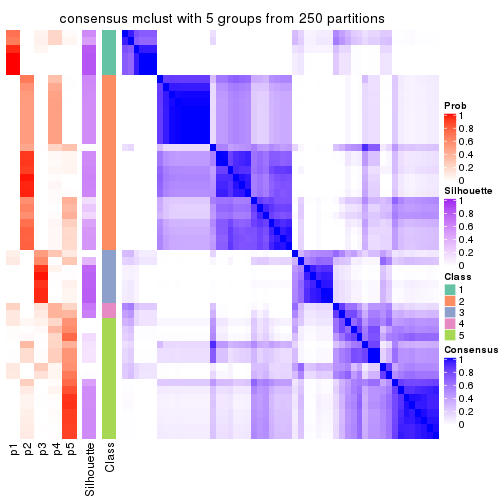 consensus mclust with 5 groups from 250 partitions
Prob
1
0.8
0.6
0.4
0.2
0
Silhouette
1
0.8
0.6
0.4
0.2
0
Class
1
2
3
4
5
Consensus
1
0.8
0.6
0.4
0.2
0
p1
p2
p3
p4
p5
Silhouette
Class